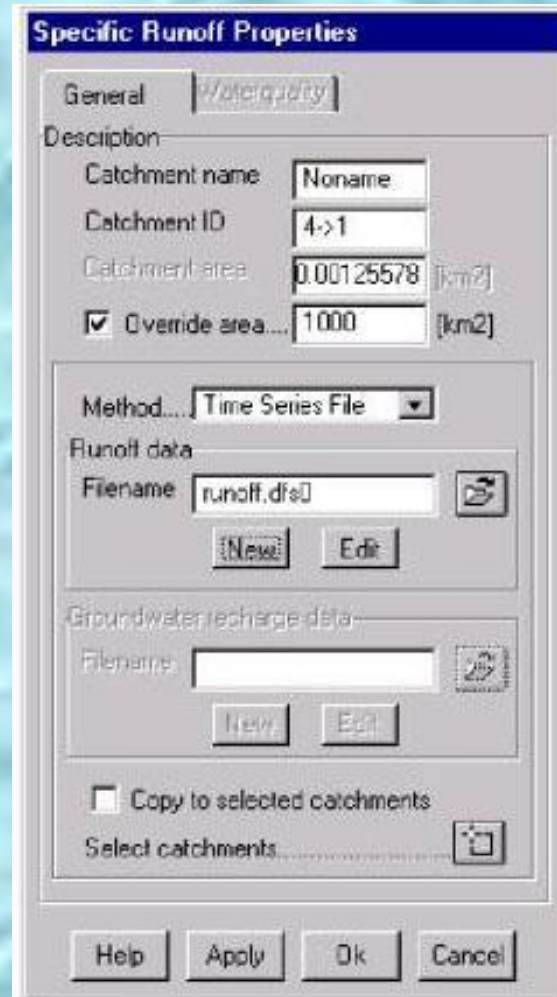 Specific Runoff Properties
General Waterquality
Description
Catchment name Noname
Catchment ID 4->1
Catchment area 0.00125578 [km2]
Override area.... 1000 [km2]
Method..... Time Series File
Runoff data
Filename runoff.dfs0
New Edit
Groundwater recharge data
Filename
New Edit
Copy to selected catchments
Select catchments
Help Apply Ok Cancel